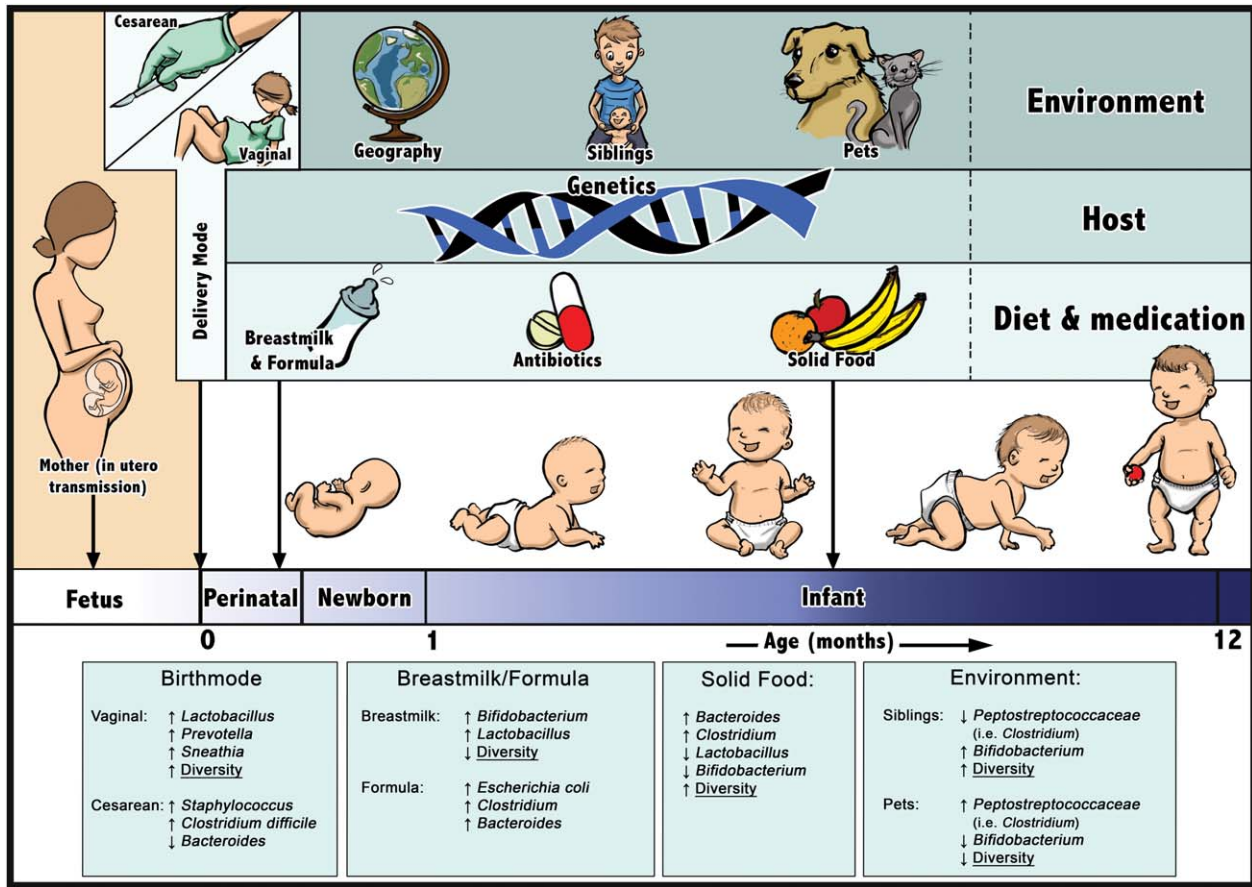 Cesarean
Vaginal
Geography
Siblings
Pets
Environment
Genetics
Host
Delivery Mode
Breastmilk
& Formula
Antibiotics
Solid Food
Diet & medication
Mother (in utero
transmission)
Fetus
Perinatal
Newborn
Infant
0
1
Age (months)
12
Birthmode
Vaginal: ↑ Lactobacillus
↑ Prevotella
↑ Sneathia
↑ Diversity
Cesarean: ↑ Staphylococcus
↑ Clostridium difficile
↓ Bacteroides
Breastmilk/Formula
Breastmilk: ↑ Bifidobacterium
↑ Lactobacillus
↓ Diversity
Formula: ↑ Escherichia coli
↑ Clostridium
↑ Bacteroides
Solid Food:
↑ Bacteroides
↑ Clostridium
↓ Lactobacillus
↓ Bifidobacterium
↑ Diversity
Environment:
Siblings: ↓ Peptostreptococcaceae
(i.e. Clostridium)
↑ Bifidobacterium
↑ Diversity
Pets: ↑ Peptostreptococcaceae
(i.e. Clostridium)
↓ Bifidobacterium
↓ Diversity